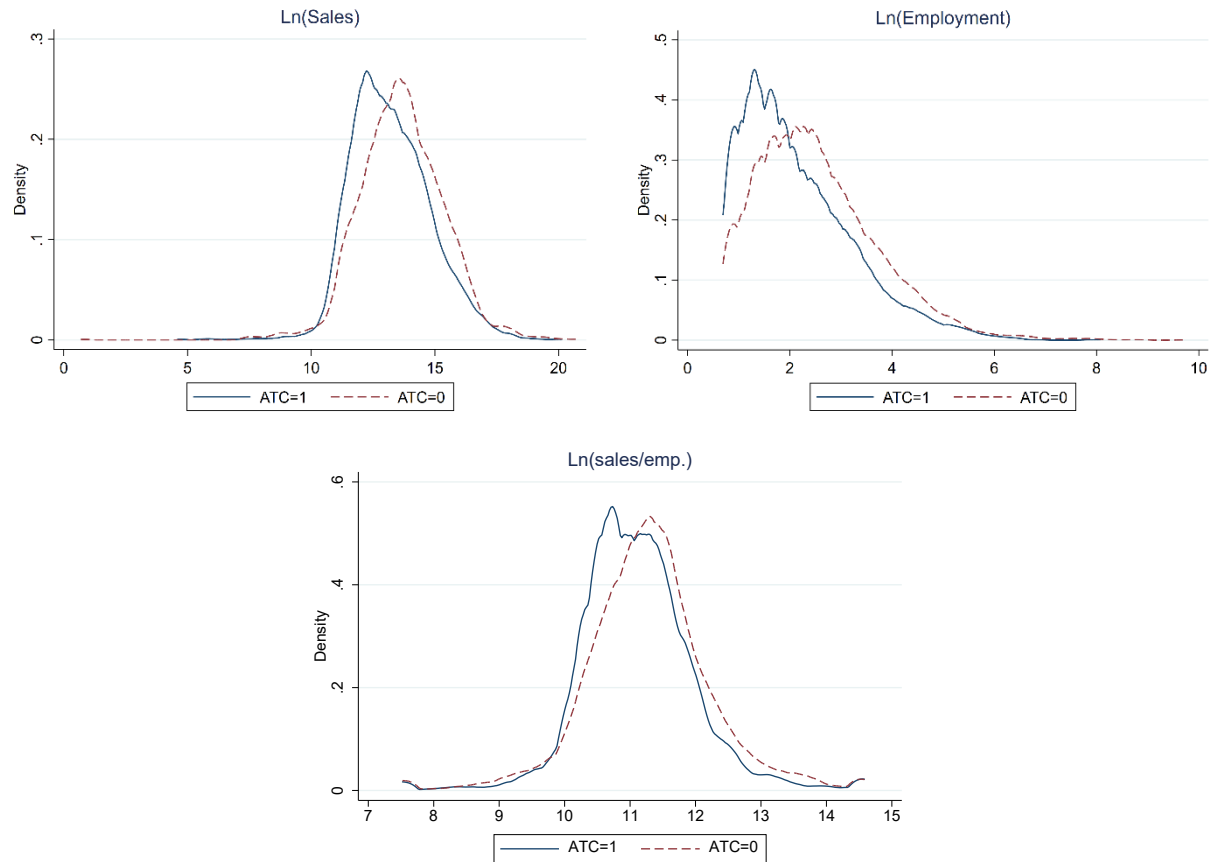 Ln(Sales)
.3
.2
.1
0
Density
0 5 10 15 20
ATC=1 ATC=0
Ln(Employment)
.5
.4
.3
.2
.1
0
Density
0 2 4 6 8 10
ATC=1 ATC=0
Ln(sales/emp.)
.6
.4
.2
0
Density
7 8 9 10 11 12 13 14 15
ATC=1 ATC=0